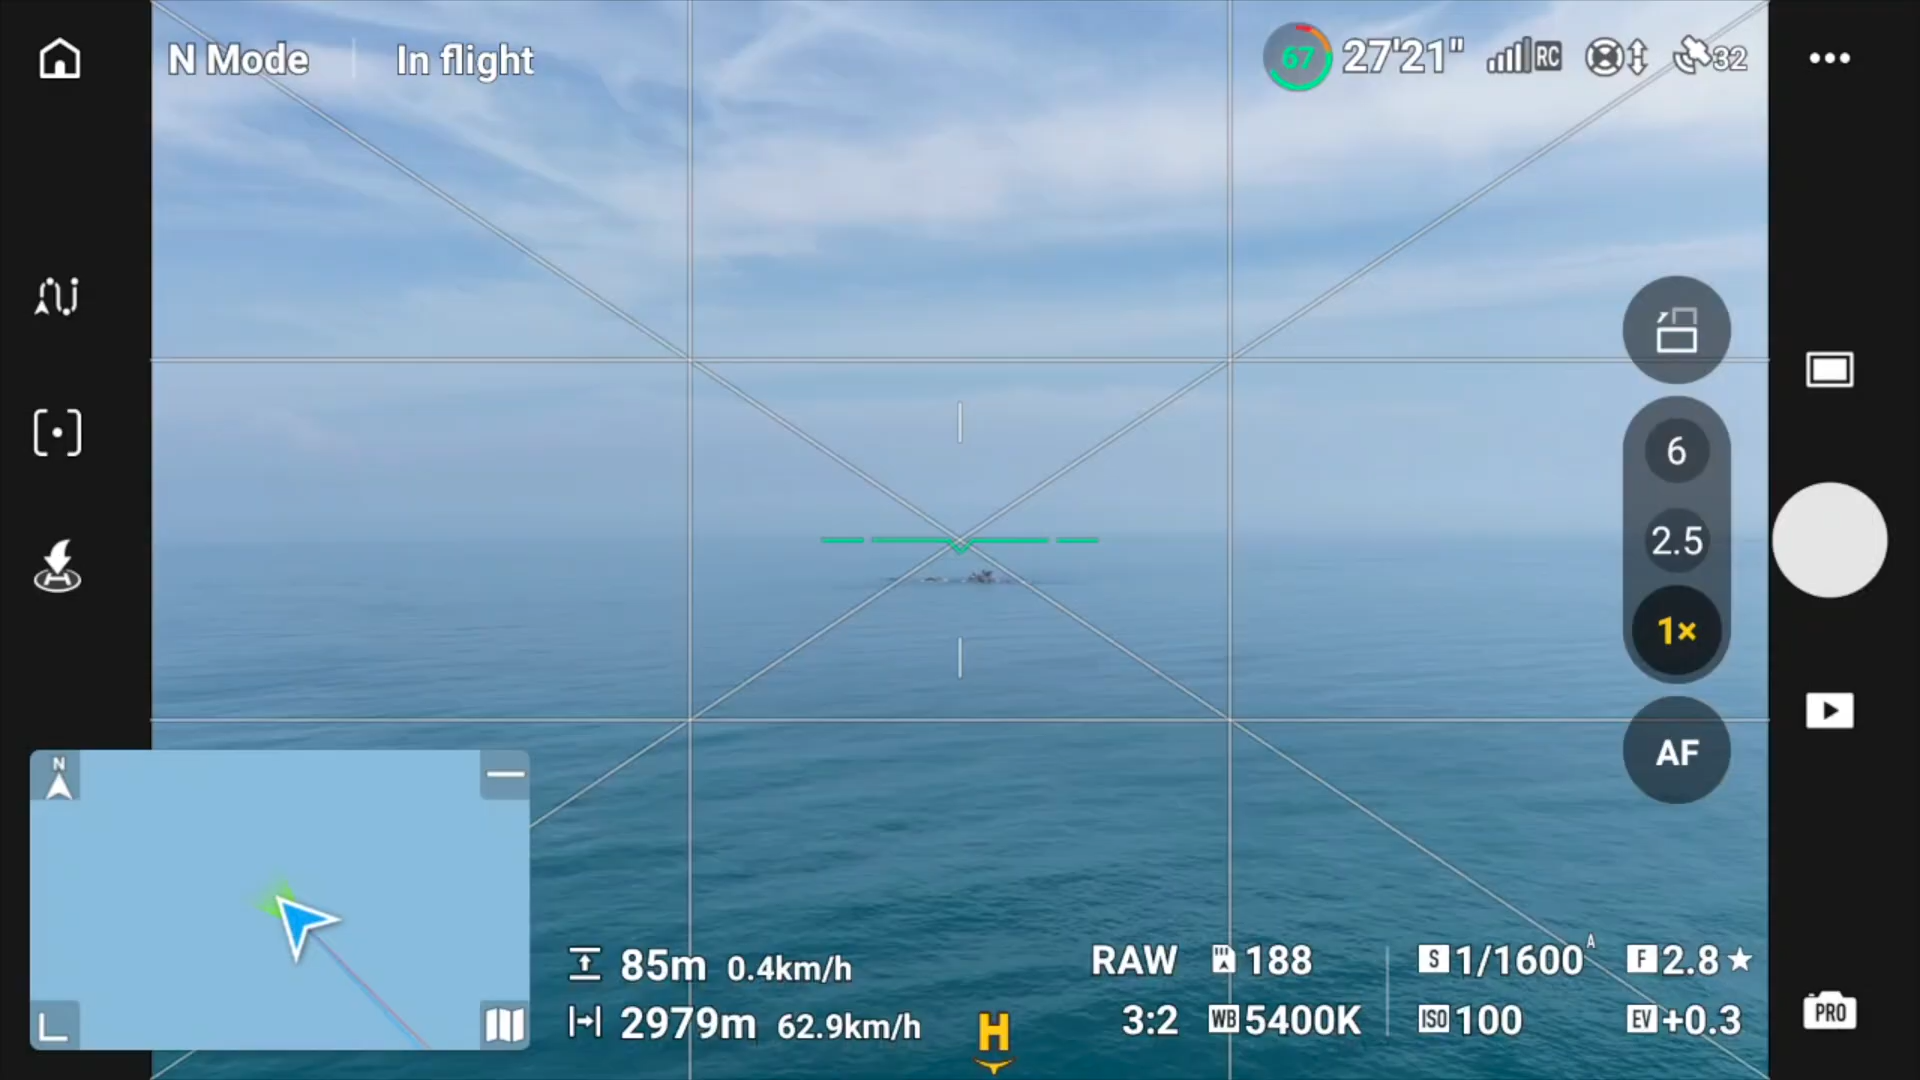 N Mode In flight 67 27'21" RC 32
6
2.5
1×
AF
N
85m 0.4km/h
2979m 62.9km/h
H
RAW 188 S 1/1600 A F 2.8
3:2 WB 5400K ISO 100 EV +0.3
PRO